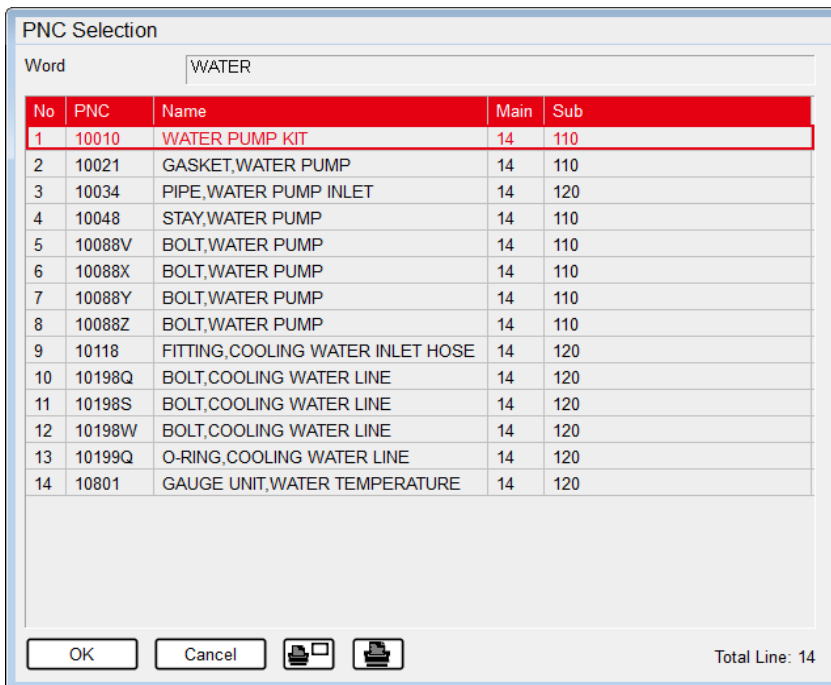 PNC Selection
Word WATER
No PNC Name Main Sub
1 10010 WATER PUMP KIT 14 110
2 10021 GASKET,WATER PUMP 14 110
3 10034 PIPE,WATER PUMP INLET 14 120
4 10048 STAY,WATER PUMP 14 110
5 10088V BOLT,WATER PUMP 14 110
6 10088X BOLT,WATER PUMP 14 110
7 10088Y BOLT,WATER PUMP 14 110
8 10088Z BOLT,WATER PUMP 14 110
9 10118 FITTING,COOLING WATER INLET HOSE 14 120
10 10198Q BOLT,COOLING WATER LINE 14 120
11 10198S BOLT,COOLING WATER LINE 14 120
12 10198W BOLT,COOLING WATER LINE 14 120
13 10199Q O-RING,COOLING WATER LINE 14 120
14 10801 GAUGE UNIT,WATER TEMPERATURE 14 120
OK Cancel Total Line: 14